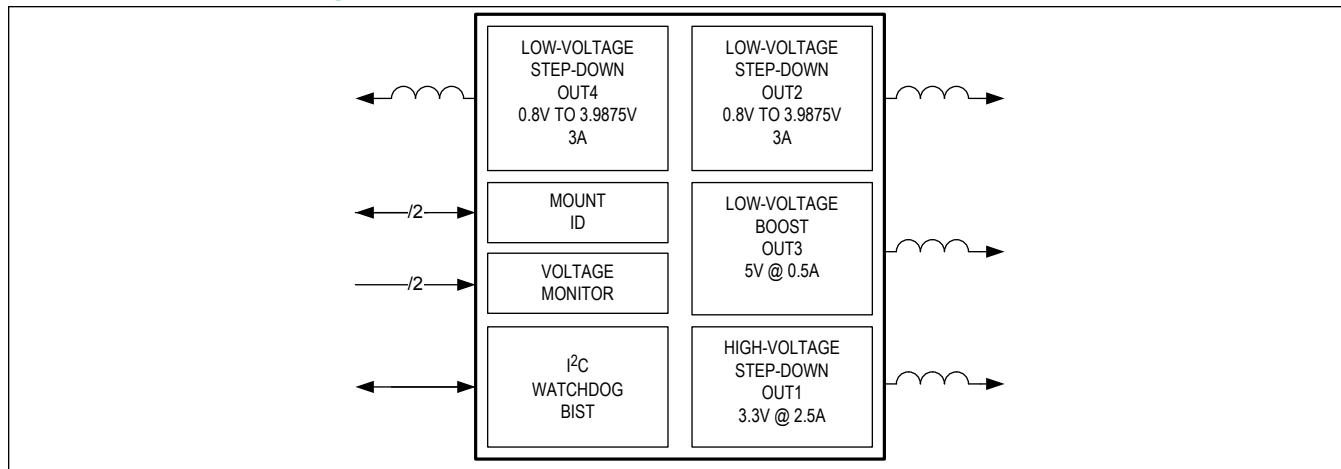 LOW-VOLTAGE
STEP-DOWN
OUT4
0.8V TO 3.9875V
3A
LOW-VOLTAGE
STEP-DOWN
OUT2
0.8V TO 3.9875V
3A
/2
MOUNT
ID
LOW-VOLTAGE
BOOST
OUT3
5V @ 0.5A
/2
VOLTAGE
MONITOR
I²C
WATCHDOG
BIST
HIGH-VOLTAGE
STEP-DOWN
OUT1
3.3V @ 2.5A